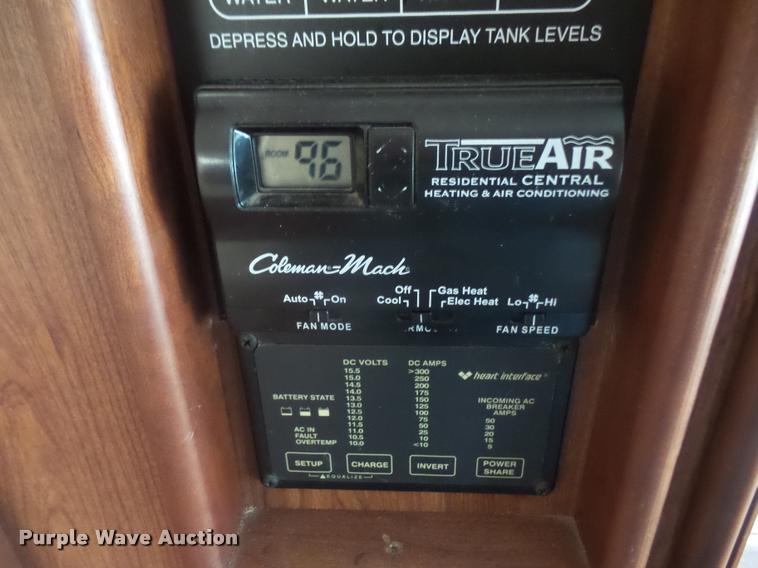 WATER WATER
DEPRESS AND HOLD TO DISPLAY TANK LEVELS
ROOM 96
TRUEAIR
RESIDENTIAL CENTRAL
HEATING & AIR CONDITIONING
Coleman-Mach
Auto On
Off Gas Heat
Cool Elec Heat
Lo Hi
FAN MODE
FAN SPEED
DC VOLTS
15.5
15.0
14.5
14.0
13.5
13.0
12.5
12.0
11.5
11.0
10.5
10.0
DC AMPS
>300
250
200
175
150
125
100
75
50
25
10
<10
heart interface
BATTERY STATE
AC IN
FAULT
OVERTEMP
INCOMING AC
BREAKER
AMPS
50
30
20
15
5
SETUP
CHARGE
INVERT
POWER
SHARE
EQUALIZE
Purple Wave Auction